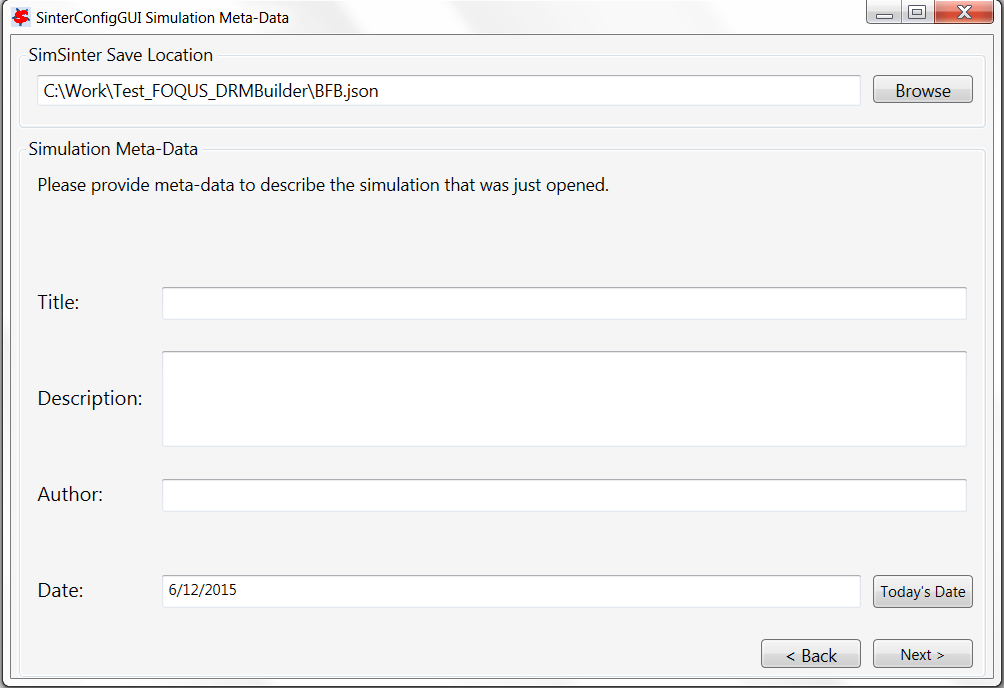 SinterConfigGUI Simulation Meta-Data
SimSinter Save Location
C:\Work\Test_FOQUS_DRMBuilder\BFB.json
Browse
Simulation Meta-Data
Please provide meta-data to describe the simulation that was just opened.
Title:
Description:
Author:
Date:
6/12/2015
Today's Date
< Back
Next >